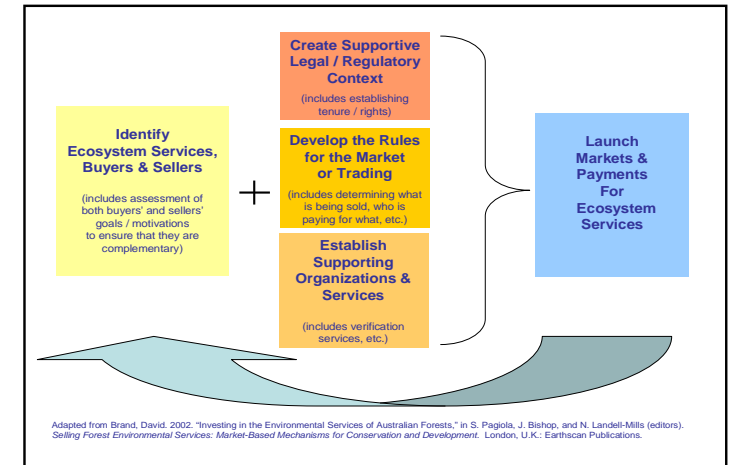 Identify
Ecosystem Services,
Buyers & Sellers
(includes assessment of
both buyers' and sellers'
goals / motivations
to ensure that they are
complementary)
+
Create Supportive
Legal / Regulatory
Context
(includes establishing
tenure / rights)
Develop the Rules
for the Market
or Trading
(includes determining what
is being sold, who is
paying for what, etc.)
Establish
Supporting
Organizations &
Services
(includes verification
services, etc.)
Launch
Markets &
Payments
For
Ecosystem
Services
Adapted from Brand, David. 2002. “Investing in the Environmental Services of Australian Forests,” in S. Pagiola, J. Bishop, and N. Landell-Mills (editors).
Selling Forest Environmental Services: Market-Based Mechanisms for Conservation and Development. London, U.K.: Earthscan Publications.